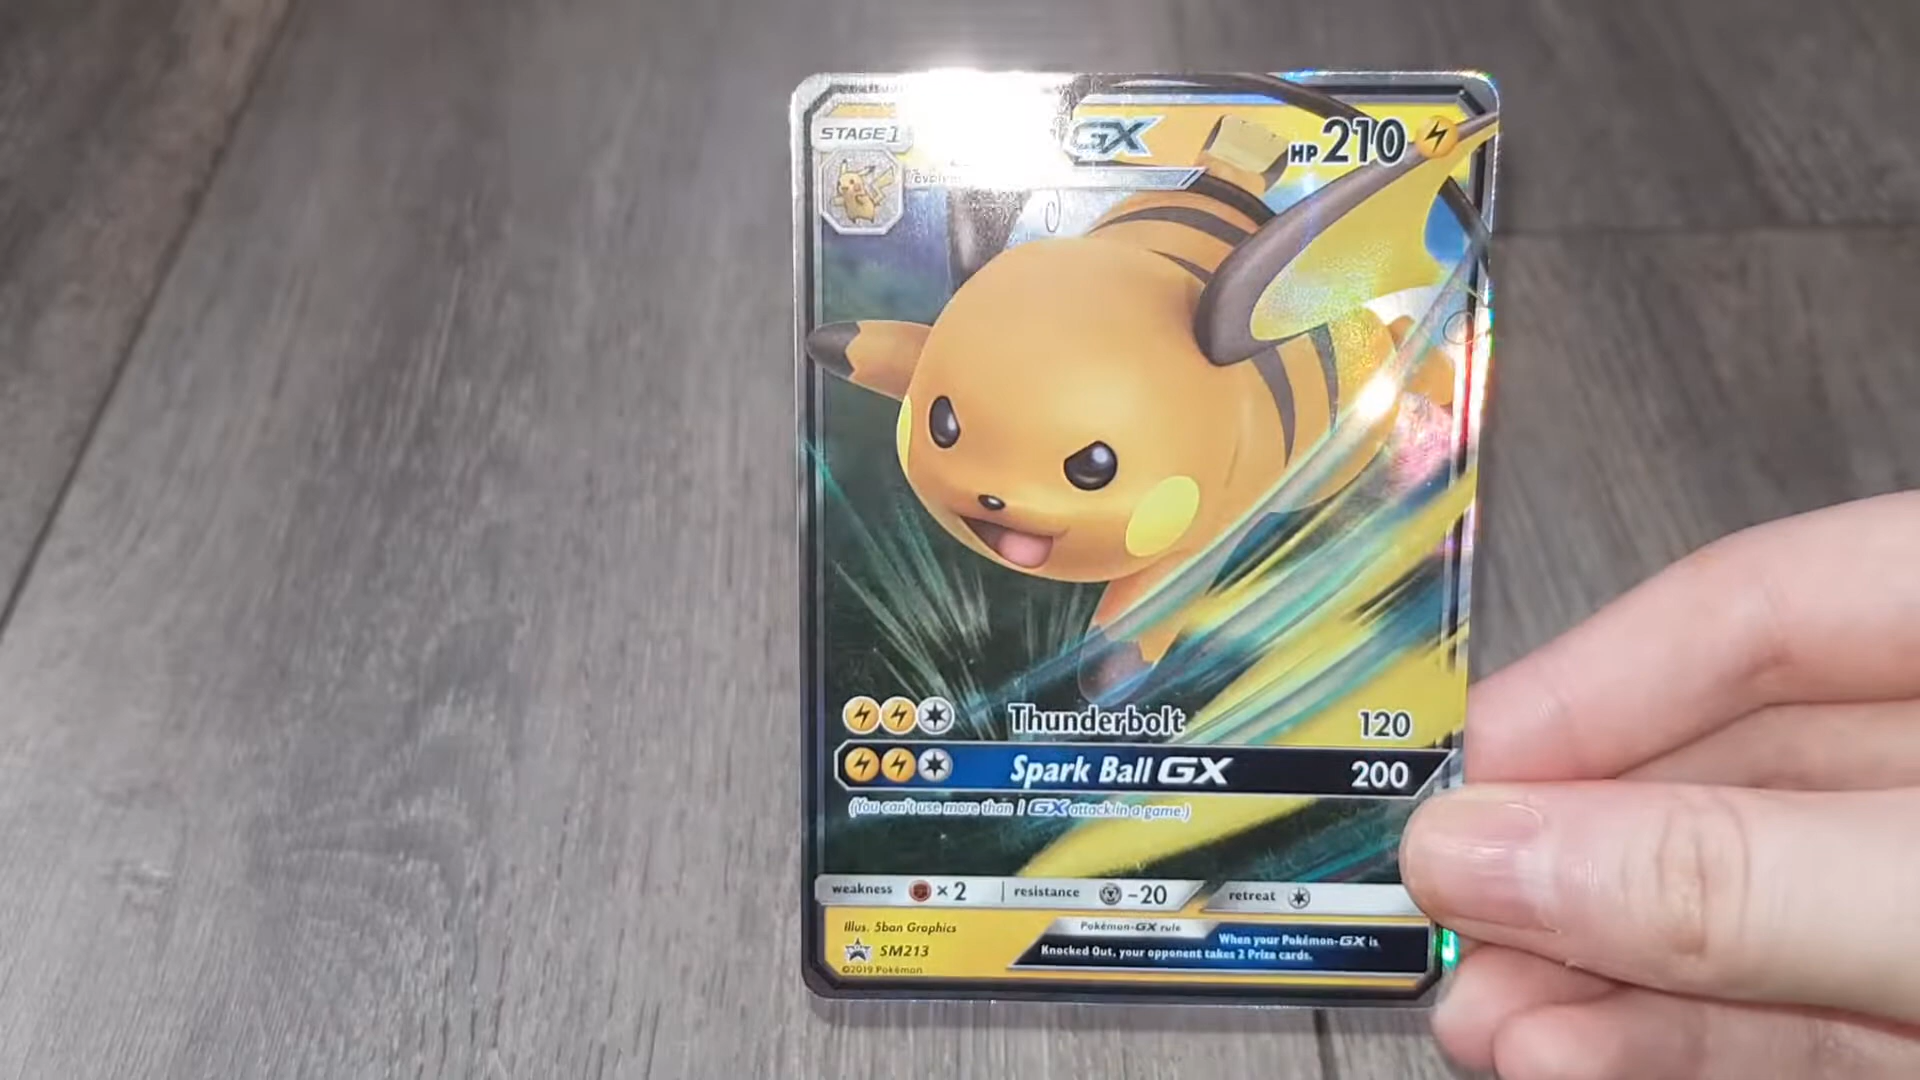 STAGE1
GX
HP 210
Thunderbolt 120
Spark Ball GX 200
(You can't use more than 1 GX attack in a game.)
weakness ×2 resistance -20 retreat
Illus. 5ban Graphics
SM213
©2019 Pokémon
Pokémon-GX rule
When your Pokémon-GX is
Knocked Out, your opponent takes 2 Prize cards.